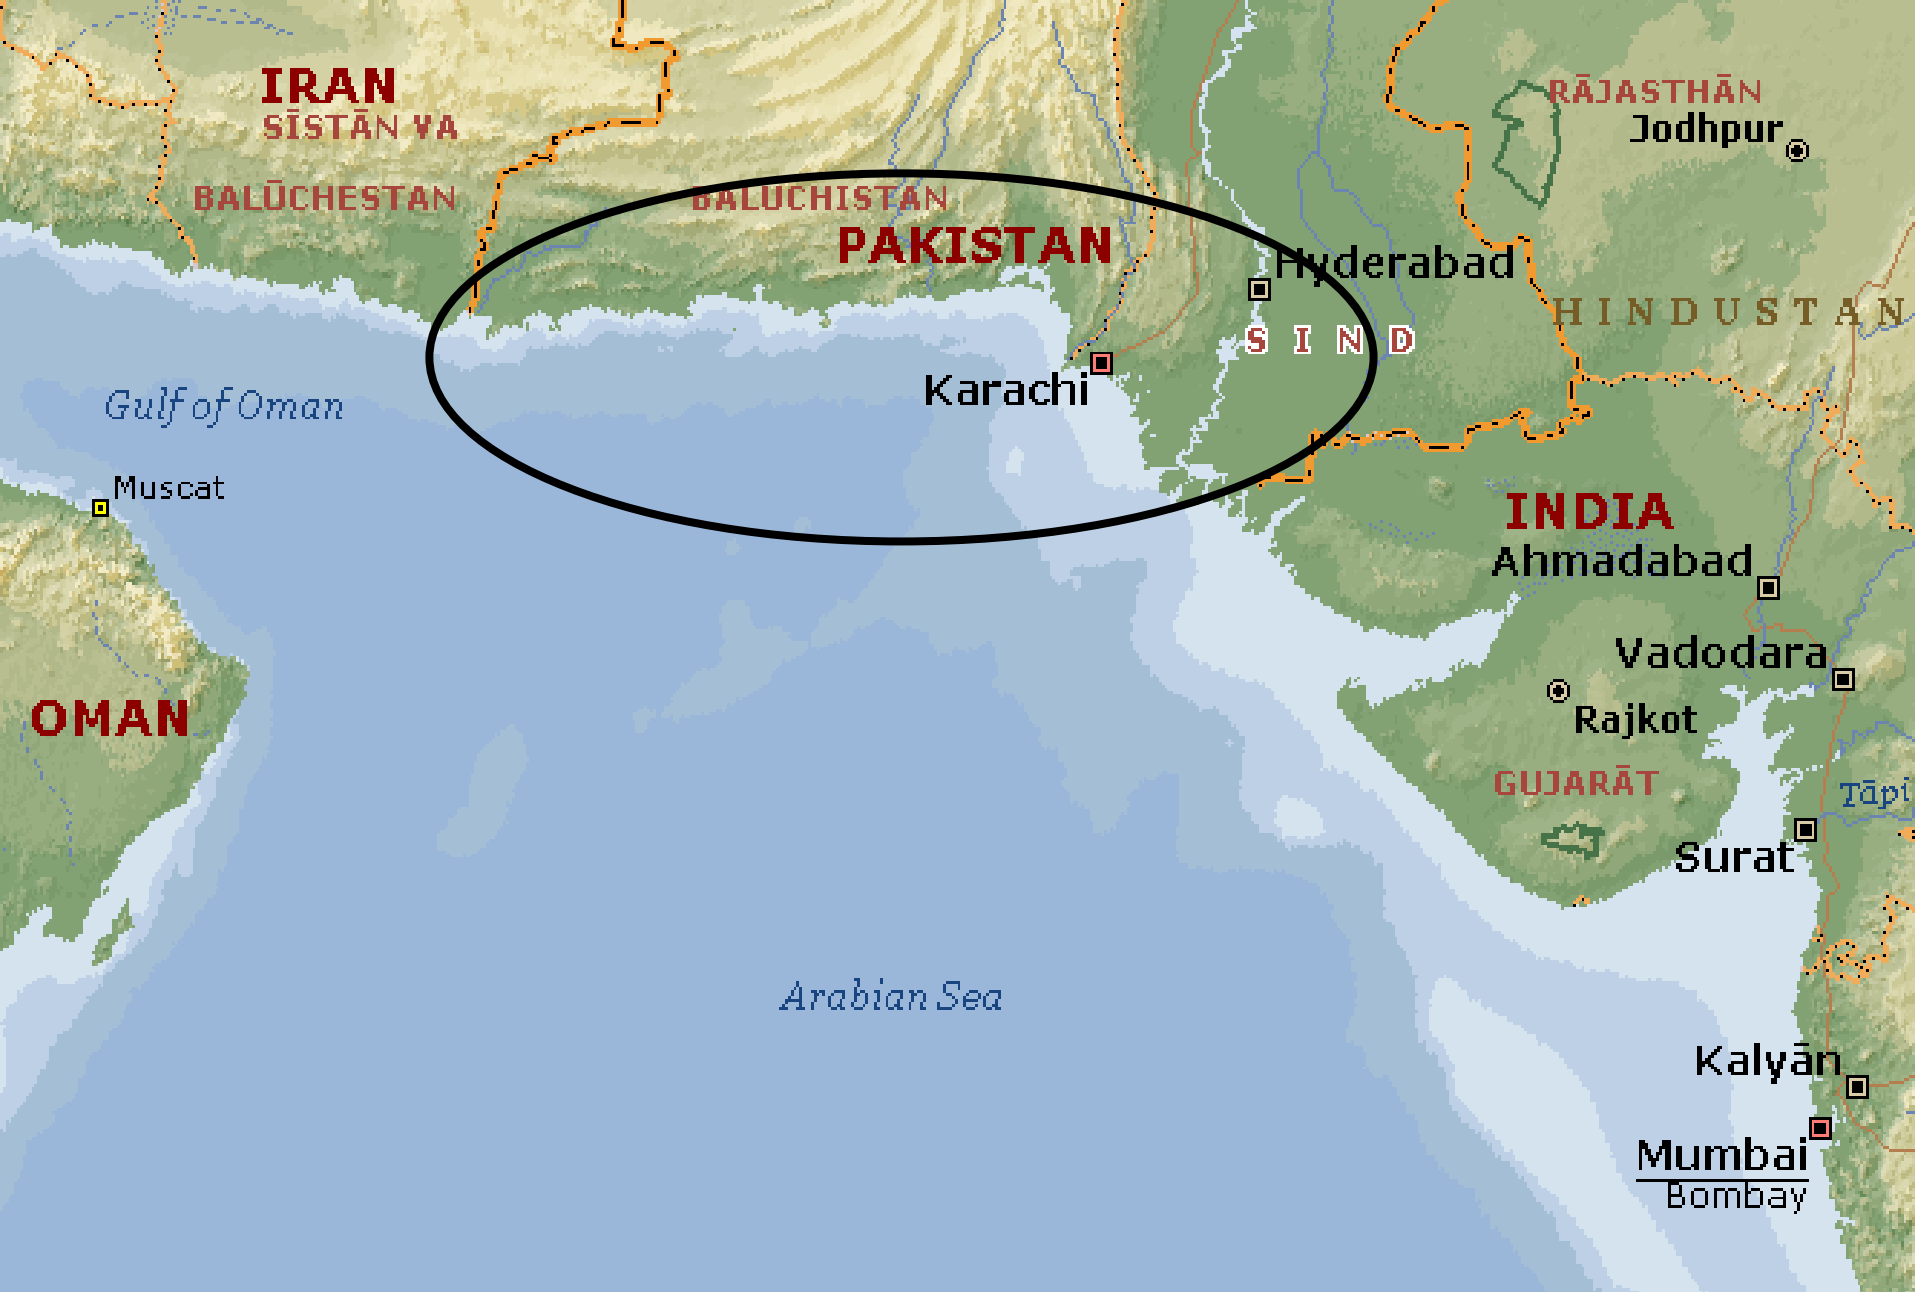 IRAN
SĪSTĀN VA
BALŪCHESTAN
BALUCHISTAN
PAKISTAN
RĀJASTHĀN
Jodhpur
Hyderabad
HINDUSTAN
SIND
Karachi
Gulf of Oman
Muscat
INDIA
Ahmadabad
Vadodara
OMAN
Rajkot
GUJARĀT
Tāpi
Surat
Arabian Sea
Kalyān
Mumbai
Bombay